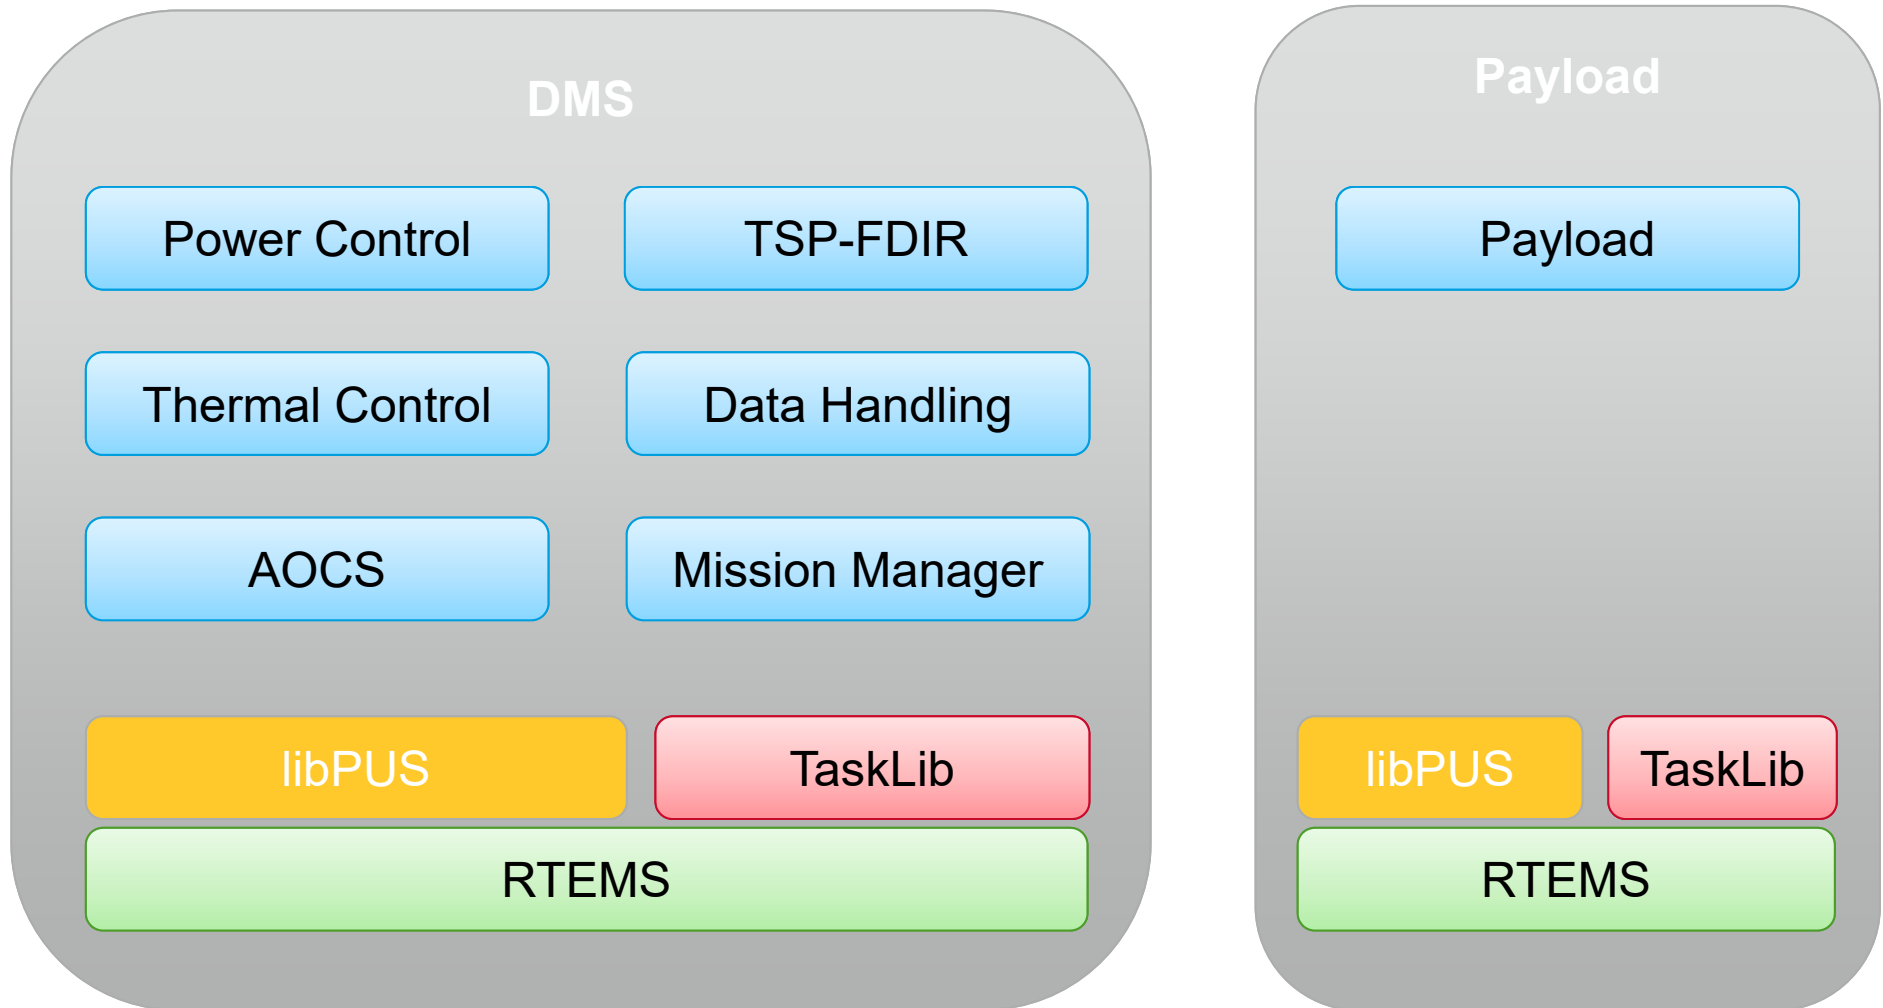 DMS
Power Control
TSP-FDIR
Thermal Control
Data Handling
AOCS
Mission Manager
libPUS
TaskLib
RTEMS
Payload
Payload
libPUS
TaskLib
RTEMS